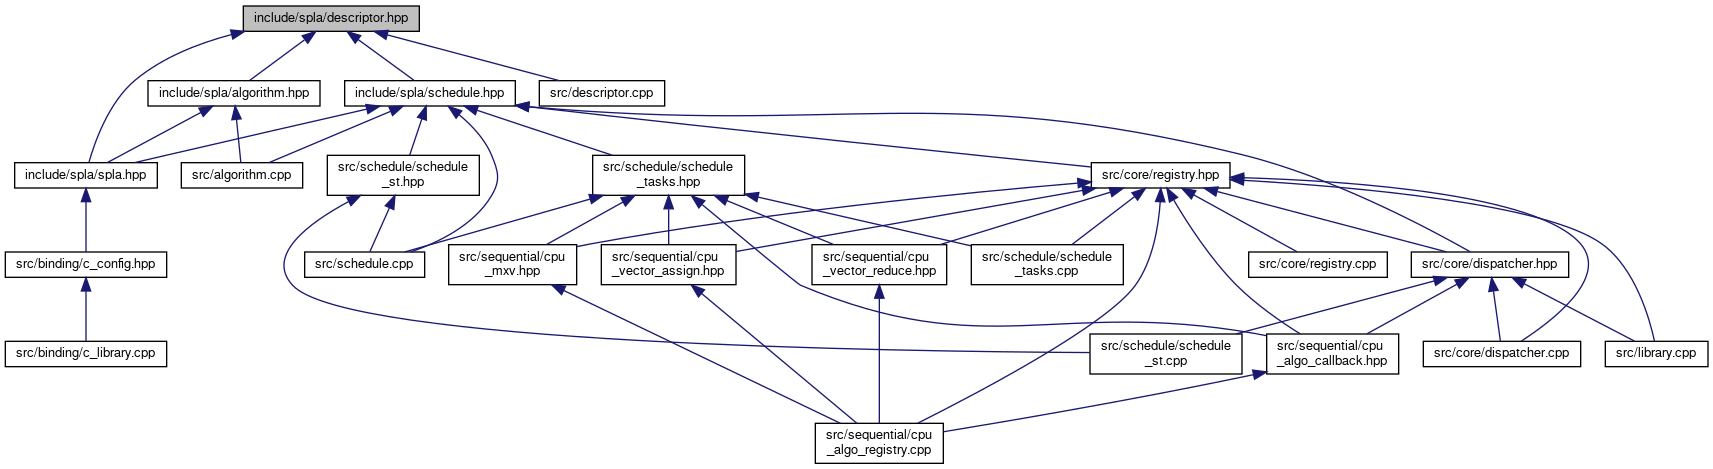 include/spla/descriptor.hpp
include/spla/algorithm.hpp
include/spla/schedule.hpp
src/descriptor.cpp
include/spla/spla.hpp
src/algorithm.cpp
src/schedule/schedule
_st.hpp
src/schedule/schedule
_tasks.hpp
src/core/registry.hpp
src/binding/c_config.hpp
src/schedule.cpp
src/sequential/cpu
_mxv.hpp
src/sequential/cpu
_vector_assign.hpp
src/sequential/cpu
_vector_reduce.hpp
src/schedule/schedule
_tasks.cpp
src/core/registry.cpp
src/core/dispatcher.hpp
src/binding/c_library.cpp
src/schedule/schedule
_st.cpp
src/sequential/cpu
_algo_callback.hpp
src/core/dispatcher.cpp
src/library.cpp
src/sequential/cpu
_algo_registry.cpp